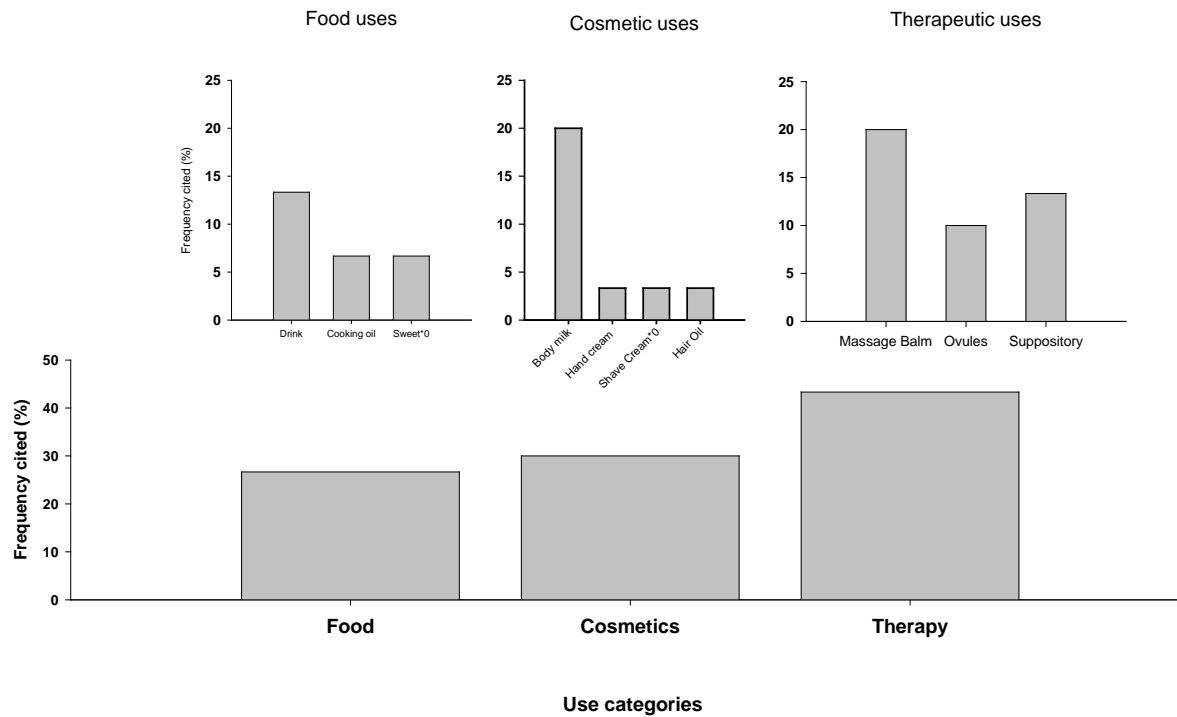 Food uses
Cosmetic uses
Therapeutic uses
Frequency cited (%)
25
20
15
10
5
0
Drink
Cooking oil
Sweet*0
25
20
15
10
5
0
Body milk
Hand cream
Shave Cream*0
Hair Oil
25
20
15
10
5
0
Massage Balm
Ovules
Suppository
Frequency cited (%)
50
40
30
20
10
0
Food
Cosmetics
Therapy
Use categories